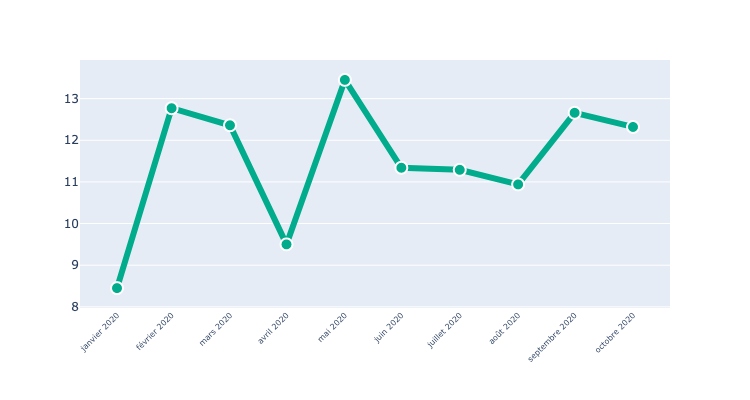 13
12
11
10
9
8
janvier 2020
février 2020
mars 2020
avril 2020
mai 2020
juin 2020
juillet 2020
août 2020
septembre 2020
octobre 2020